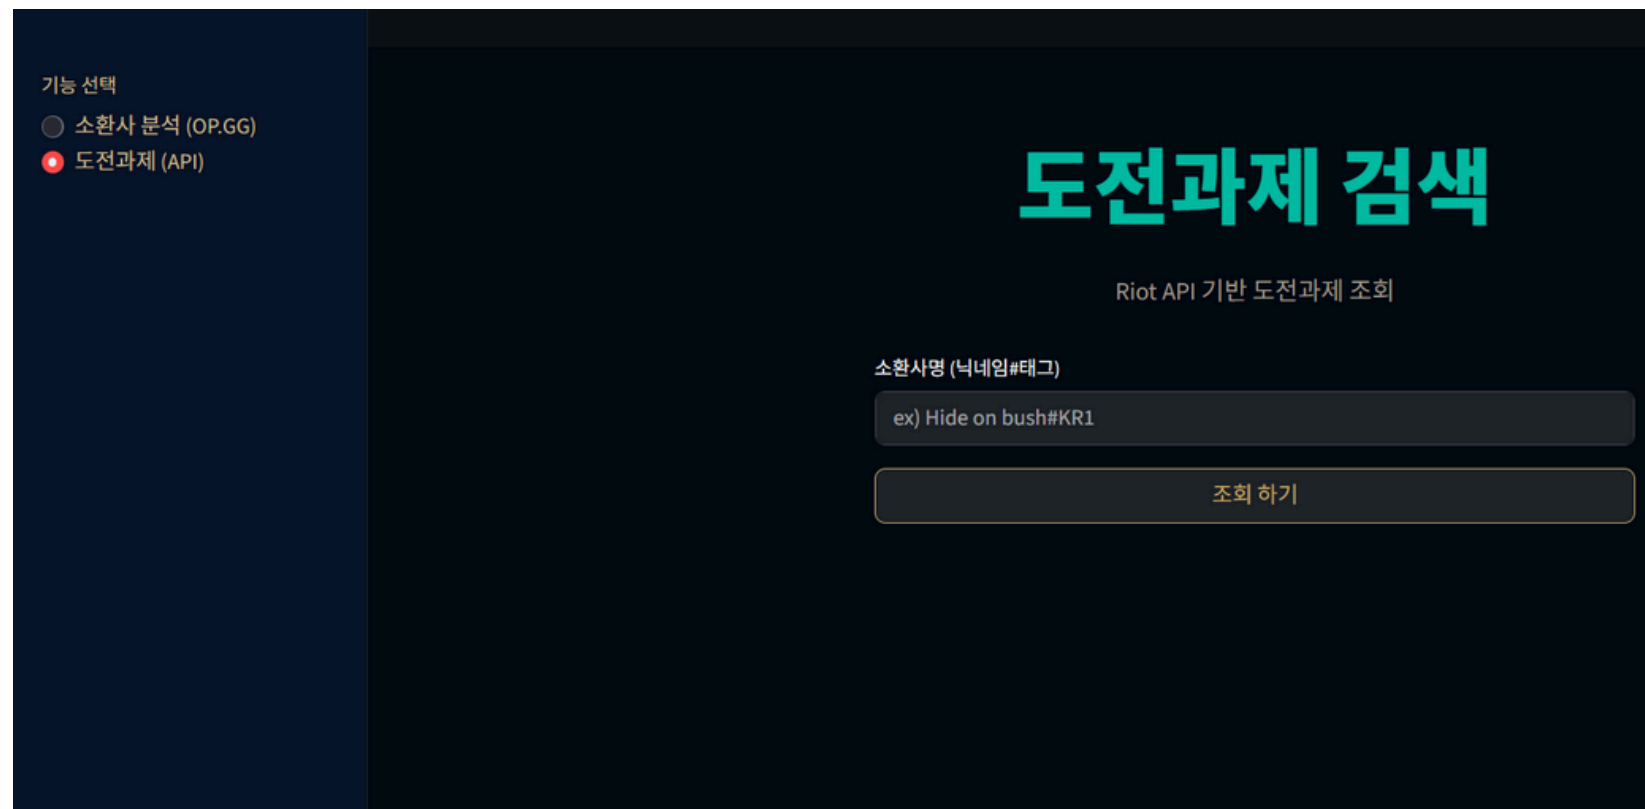 기능 선택
소환사 분석 (OP.GG)
도전과제 (API)
도전과제 검색
Riot API 기반 도전과제 조회
소환사명 (닉네임#태그)
ex) Hide on bush#KR1
조회 하기